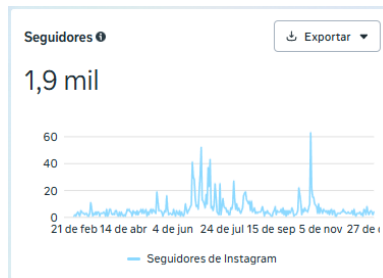 Seguidores
Exportar
1,9 mil
60
40
20
0
21 de feb 14 de abr 4 de jun 24 de jul 15 de sep 5 de nov 27 de
Seguidores de Instagram